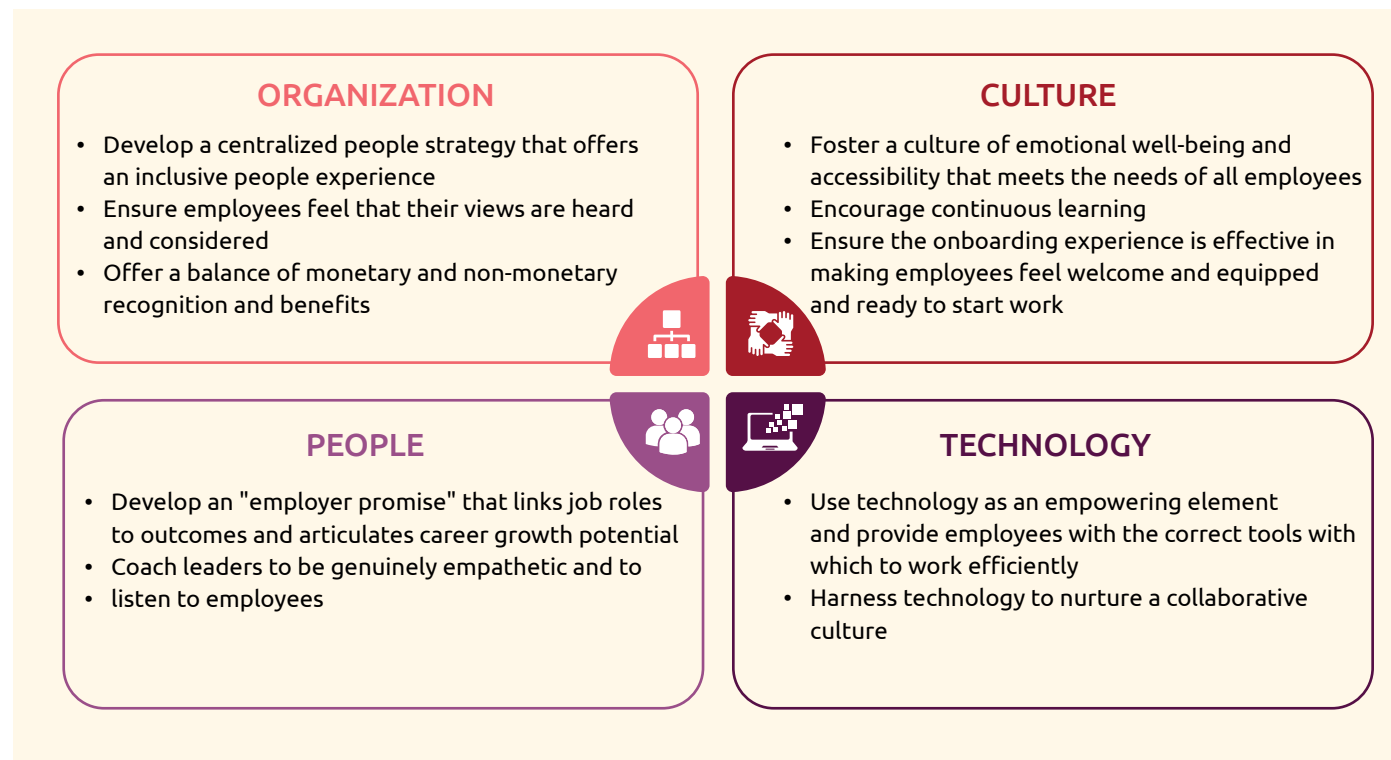 ORGANIZATION
• Develop a centralized people strategy that offers
an inclusive people experience
• Ensure employees feel that their views are heard
and considered
• Offer a balance of monetary and non-monetary
recognition and benefits
CULTURE
• Foster a culture of emotional well-being and
accessibility that meets the needs of all employees
• Encourage continuous learning
• Ensure the onboarding experience is effective in
making employees feel welcome and equipped
and ready to start work
PEOPLE
• Develop an "employer promise" that links job roles
to outcomes and articulates career growth potential
• Coach leaders to be genuinely empathetic and to
• listen to employees
TECHNOLOGY
• Use technology as an empowering element
and provide employees with the correct tools with
which to work efficiently
• Harness technology to nurture a collaborative
culture